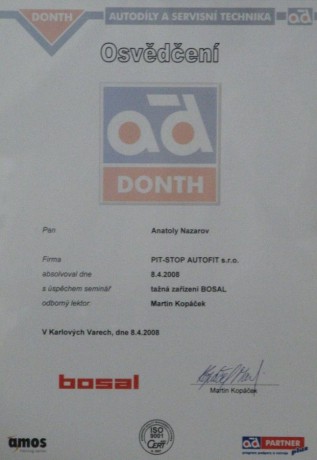 DONTH
AUTODÍLY A SERVISNÍ TECHNIKA
ad
Osvědčení
ad
DONTH
Pan Anatoly Nazarov
Firma PIT-STOP AUTOFIT s.r.o.
absolvoval dne 8.4.2008
s úspěchem seminář tažná zařízení BOSAL
odborný lektor: Martin Kopáček
V Karlových Varech, dne 8.4.2008
bosal
Martin Kopáček
amos
ISO
9001
CERT
ad PARTNER
plus